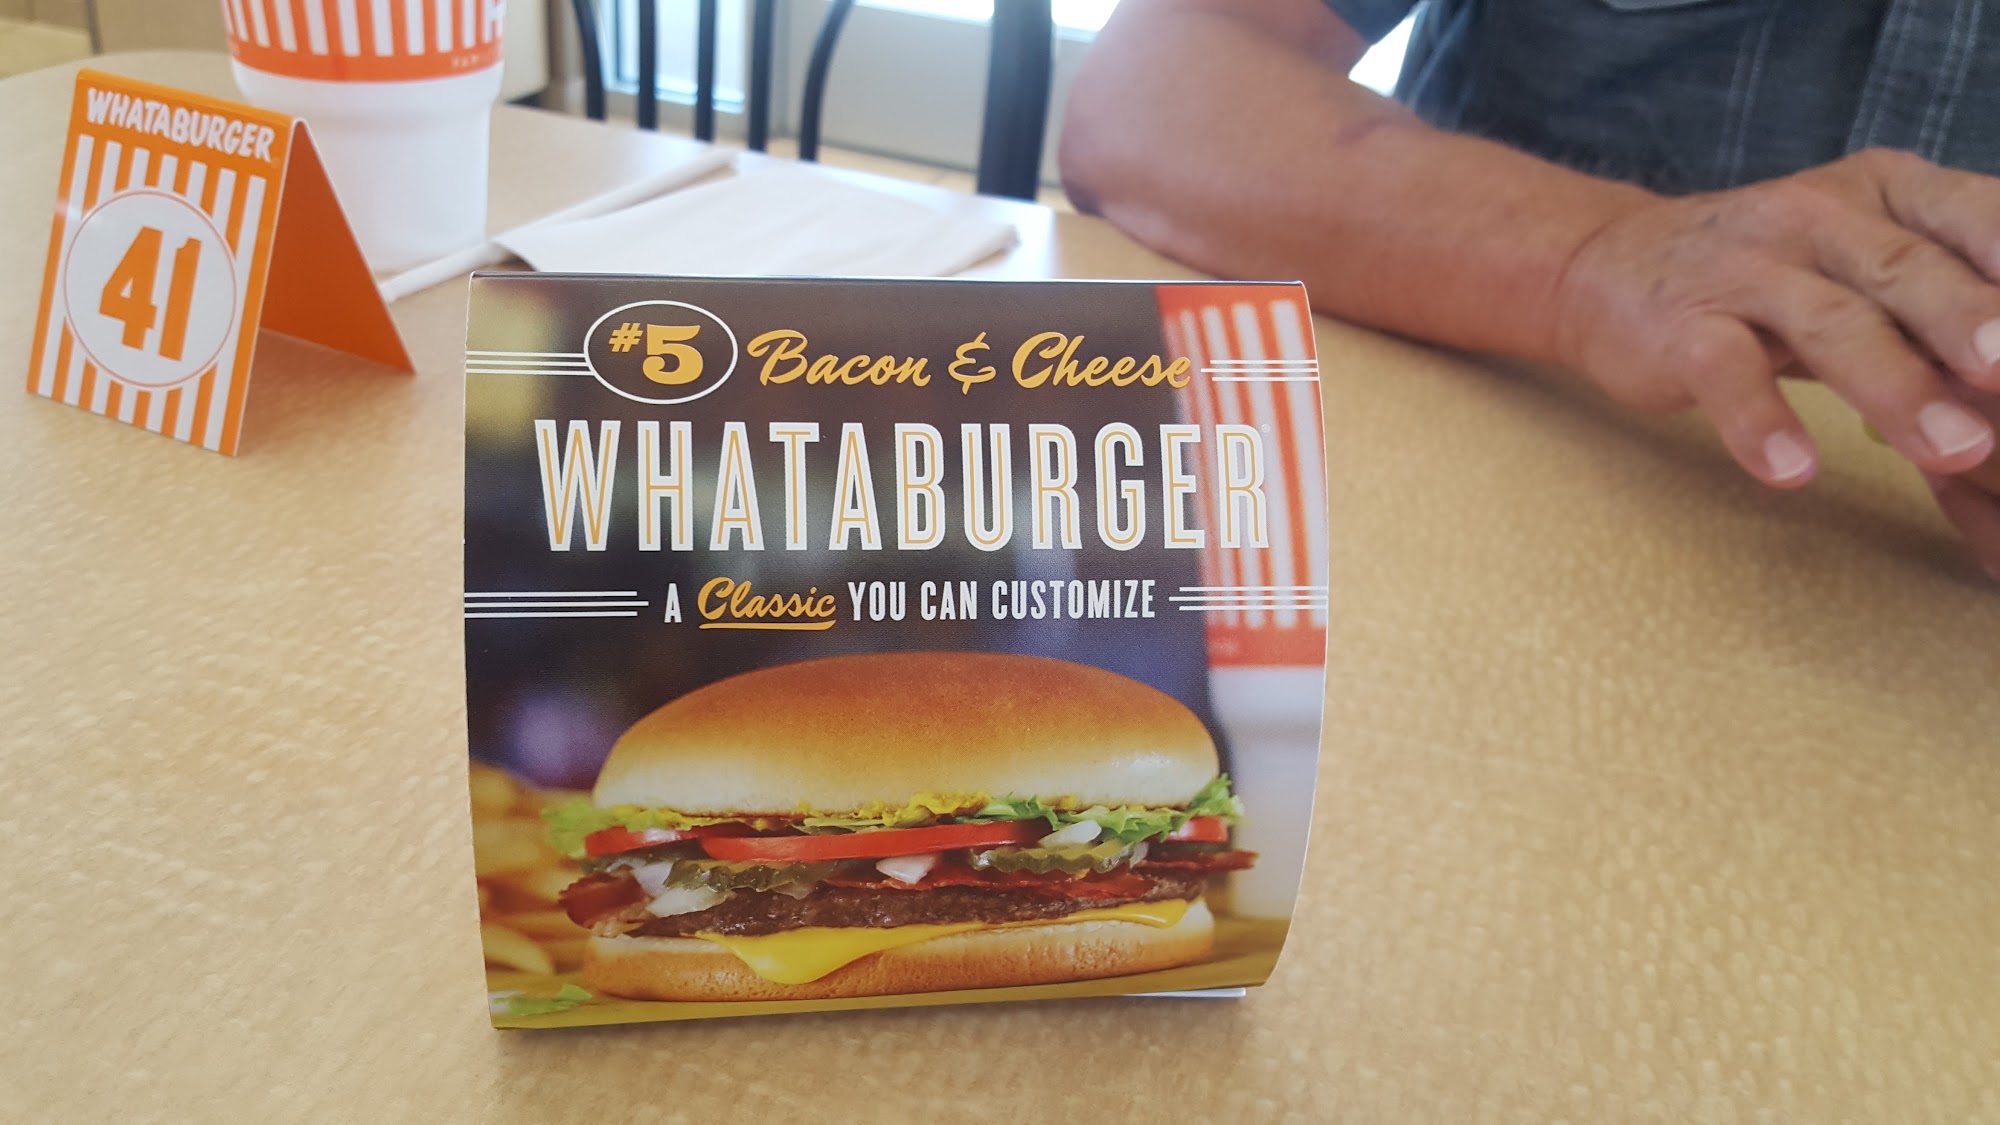 WHATABURGER
41
#5 Bacon & Cheese
WHATABURGER®
A Classic YOU CAN CUSTOMIZE